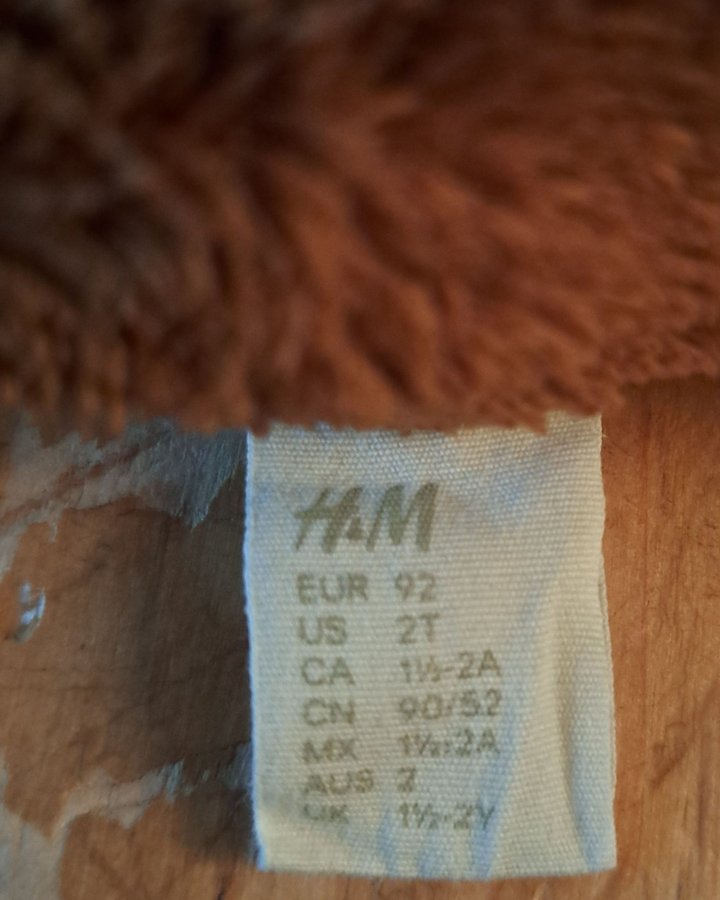 H&M
EUR 92
US 2T
CA 1½-2A
CN 90/52
MX 1½-2A
AUS 2
UK 1½-2Y